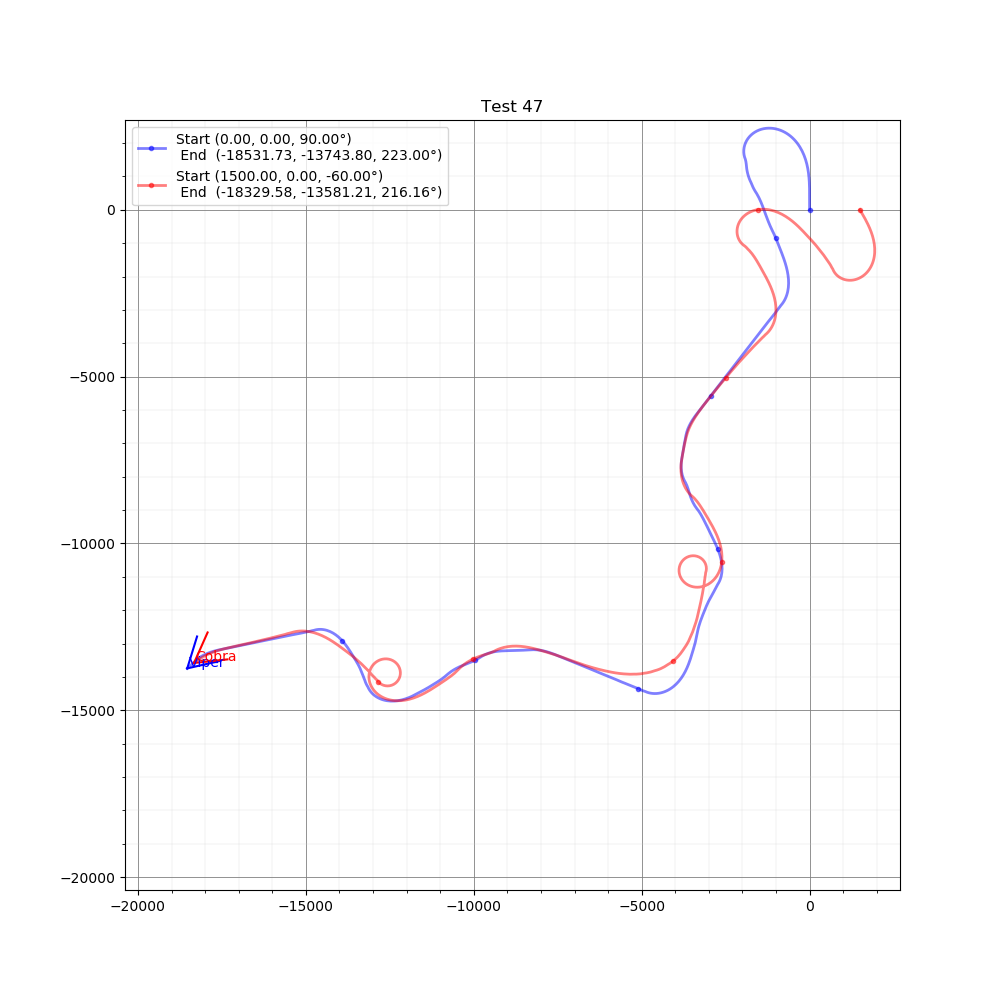 Test 47
Start (0.00, 0.00, 90.00°)
End (-18531.73, -13743.80, 223.00°)
Start (1500.00, 0.00, -60.00°)
End (-18329.58, -13581.21, 216.16°)
0
−5000
−10000
−15000
−20000
Cobra
Viper
−20000 −15000 −10000 −5000 0